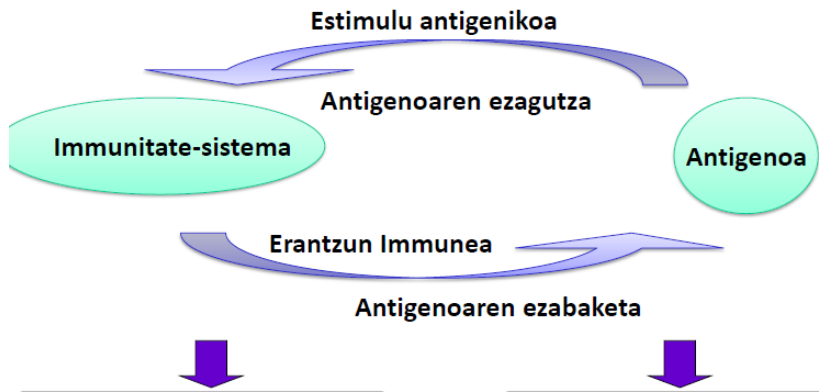 Estimulu antigenikoa
Antigenoaren ezagutza
Immunitate-sistema
Antigenoa
Erantzun Immunea
Antigenoaren ezabaketa